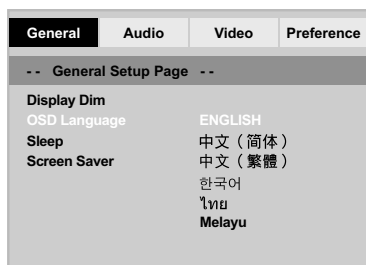 General Audio Video Preference
- - General Setup Page - -
Display Dim
OSD Language ENGLISH
Sleep 中文（简体）
Screen Saver 中文（繁體）
한국어
ไทย
Melayu